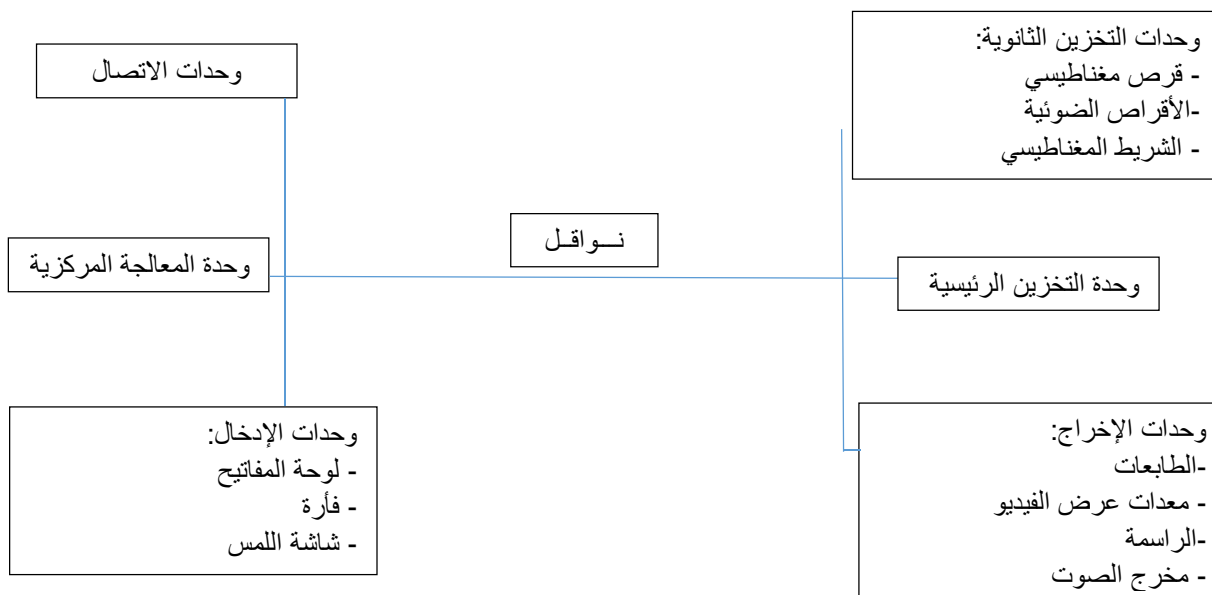 وحدات التخزين الثانوية:
- قرص مغناطيسي
-الأقراص الضوئية
- الشريط المغناطيسي
وحدات الاتصال
نـــواقــل
وحدة التخزين الرئيسية
وحدة المعالجة المركزية
وحدات الإخراج:
-الطابعات
- معدات عرض الفيديو
-الراسمة
- مخرج الصوت
وحدات الإدخال:
- لوحة المفاتيح
- فأرة
- شاشة اللمس